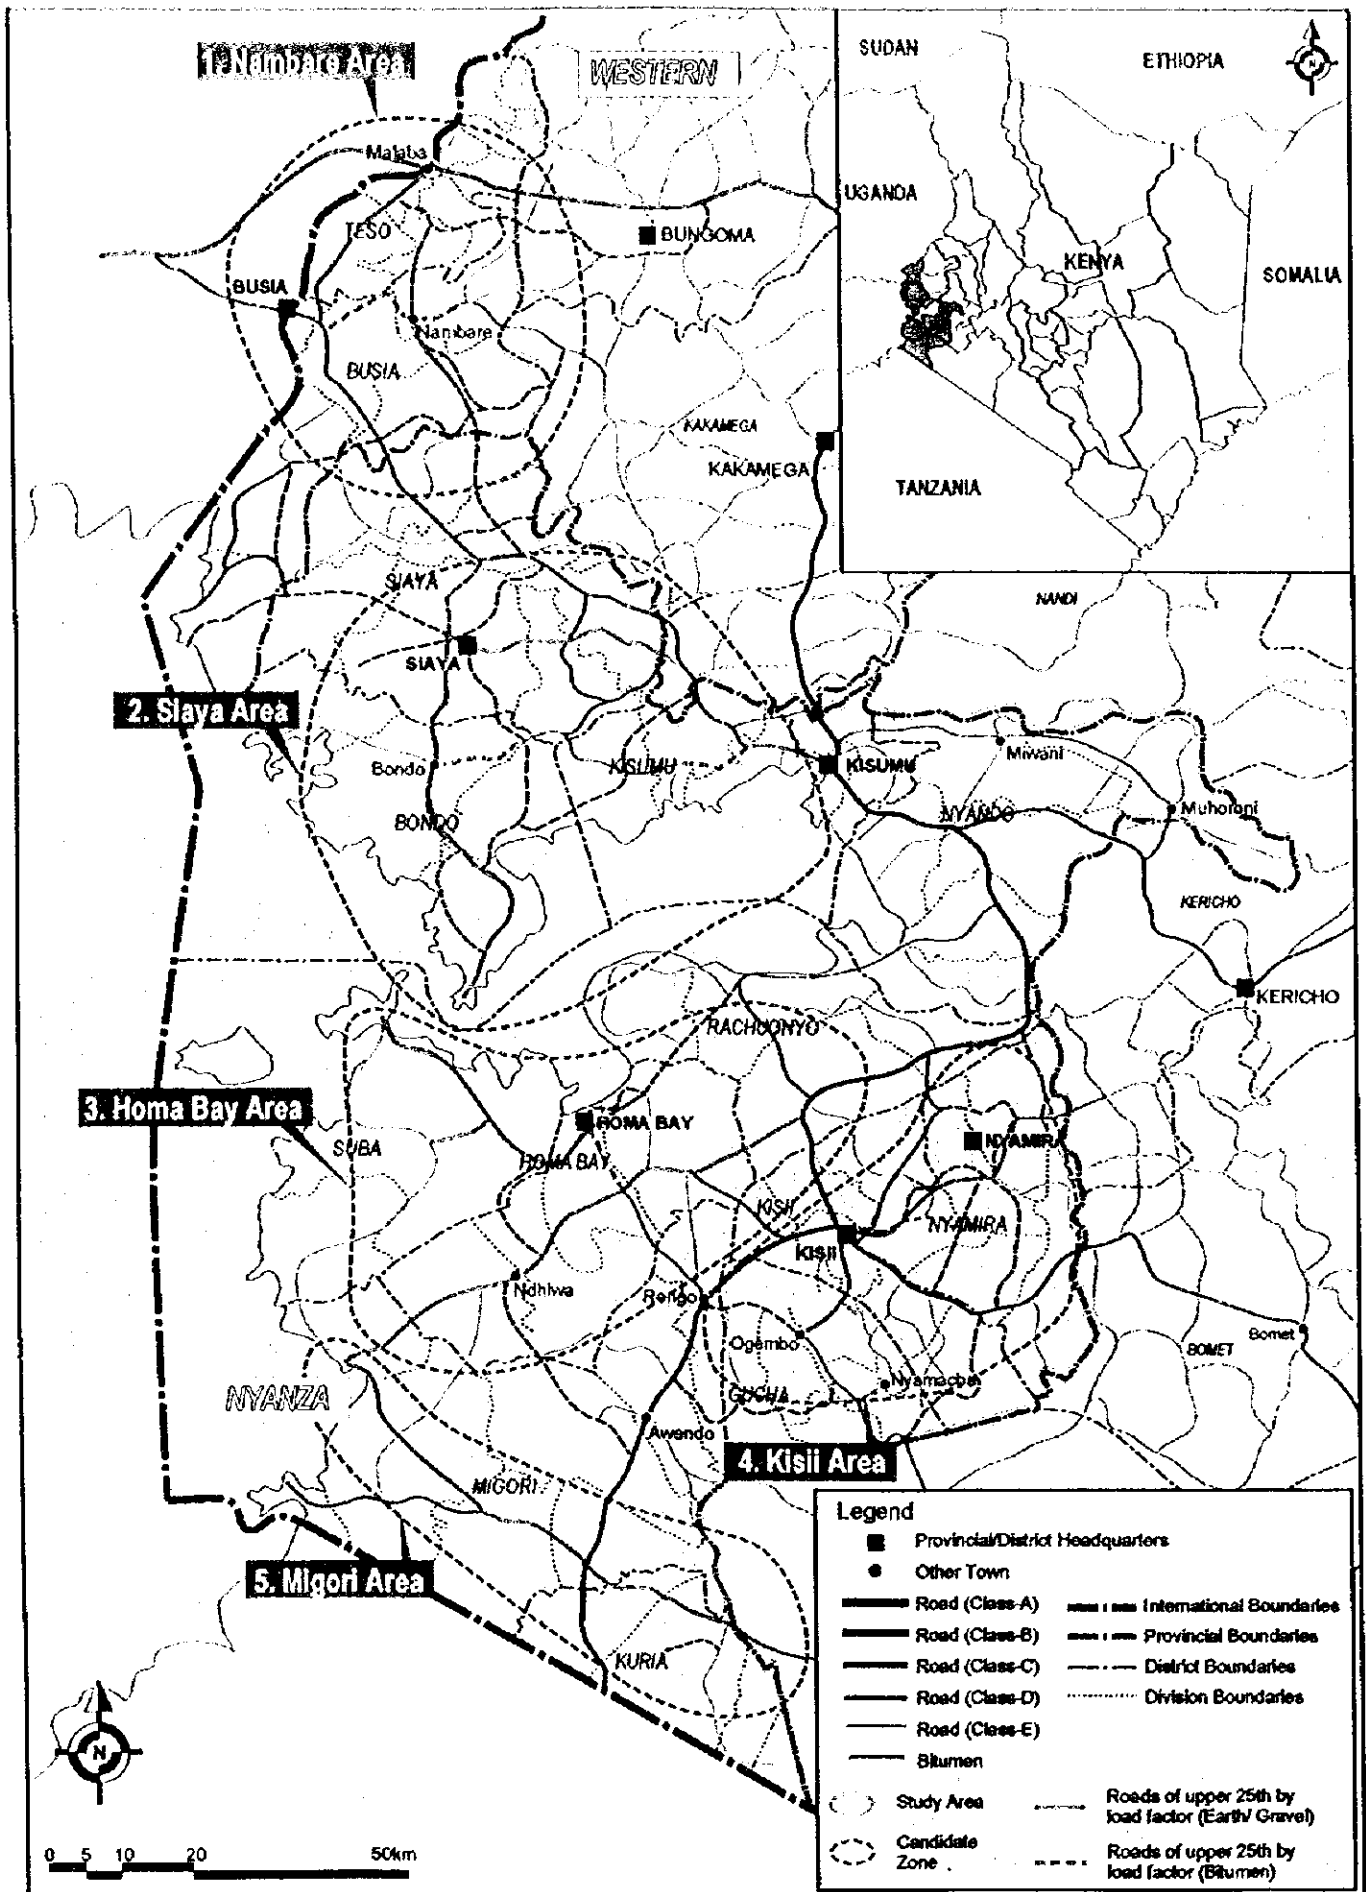 1. Nambare Area
WESTERN
SUDAN
ETHIOPIA
N
UGANDA
KENYA
SOMALIA
TANZANIA
Malaba
TESO
BUNGOMA
BUSIA
Nambare
BUSIA
KAKAMEGA
KAKAMEGA
SIAYA
NANDI
SIAYA
2. Siaya Area
Bondo
KISUMU
KISUMU
Miwani
BONDO
NYANDO
Muhoroni
KERICHO
KERICHO
RACHUONYO
3. Homa Bay Area
HOMA BAY
NYAMIRA
SUBA
HOMA BAY
KISII
NYAMIRA
KISII
Ndhiwa
Rongo
Ogembo
Bomet
BOMET
Nyamache
NYANZA
GUCHA
Awendo
4. Kisii Area
MIGORI
5. Migori Area
KURIA
Legend
Provincial/District Headquarters
Other Town
Road (Class-A)
International Boundaries
Road (Class-B)
Provincial Boundaries
Road (Class-C)
District Boundaries
Road (Class-D)
Division Boundaries
Road (Class-E)
Bitumen
Study Area
Roads of upper 25th by
load factor (Earth/ Gravel)
Candidate
Zone
Roads of upper 25th by
load factor (Bitumen)
N
0 5 10 20 50km